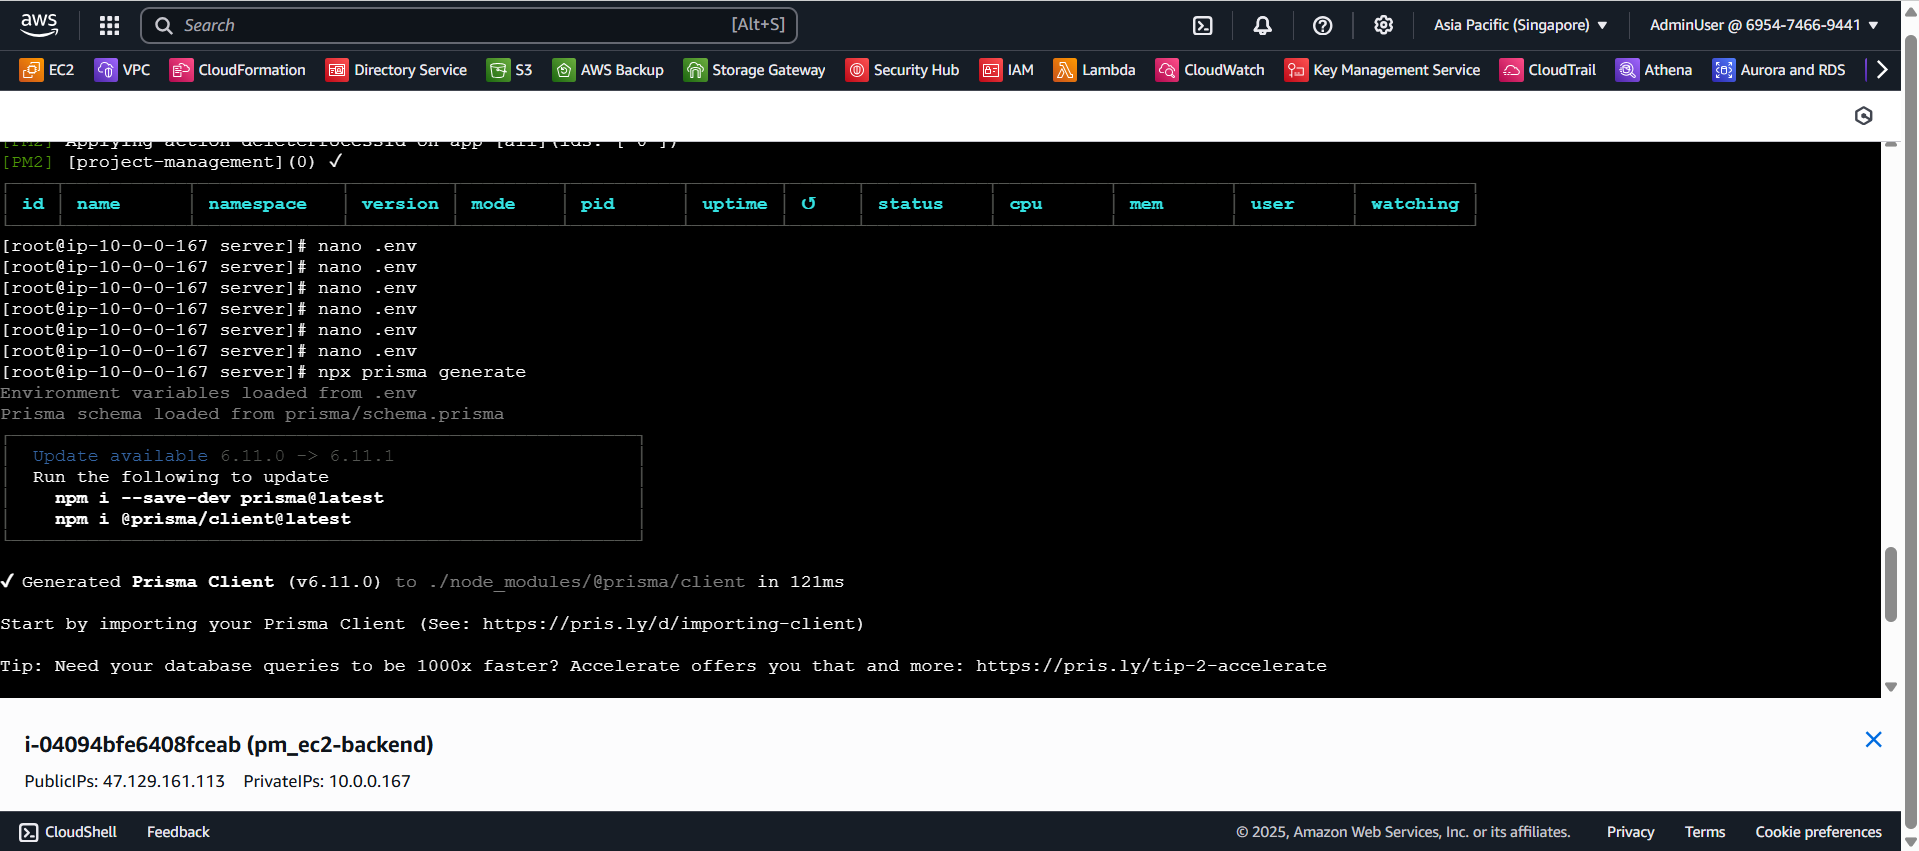 aws Search [Alt+S] Asia Pacific (Singapore) AdminUser @ 6954-7466-9441
EC2 VPC CloudFormation Directory Service S3 AWS Backup Storage Gateway Security Hub IAM Lambda CloudWatch Key Management Service CloudTrail Athena Aurora and RDS
[PM2] Applying action deleteProcessId on app [all](ids: [ 0 ])
[PM2] [project-management](0) ✓
id name namespace version mode pid uptime ↺ status cpu mem user watching
[root@ip-10-0-0-167 server]# nano .env
[root@ip-10-0-0-167 server]# nano .env
[root@ip-10-0-0-167 server]# nano .env
[root@ip-10-0-0-167 server]# nano .env
[root@ip-10-0-0-167 server]# nano .env
[root@ip-10-0-0-167 server]# nano .env
[root@ip-10-0-0-167 server]# npx prisma generate
Environment variables loaded from .env
Prisma schema loaded from prisma/schema.prisma
Update available 6.11.0 -> 6.11.1
Run the following to update
npm i --save-dev prisma@latest
npm i @prisma/client@latest
✓ Generated Prisma Client (v6.11.0) to ./node_modules/@prisma/client in 121ms
Start by importing your Prisma Client (See: https://pris.ly/d/importing-client)
Tip: Need your database queries to be 1000x faster? Accelerate offers you that and more: https://pris.ly/tip-2-accelerate
i-04094bfe6408fceab (pm_ec2-backend)
PublicIPs: 47.129.161.113 PrivateIPs: 10.0.0.167
CloudShell Feedback © 2025, Amazon Web Services, Inc. or its affiliates. Privacy Terms Cookie preferences